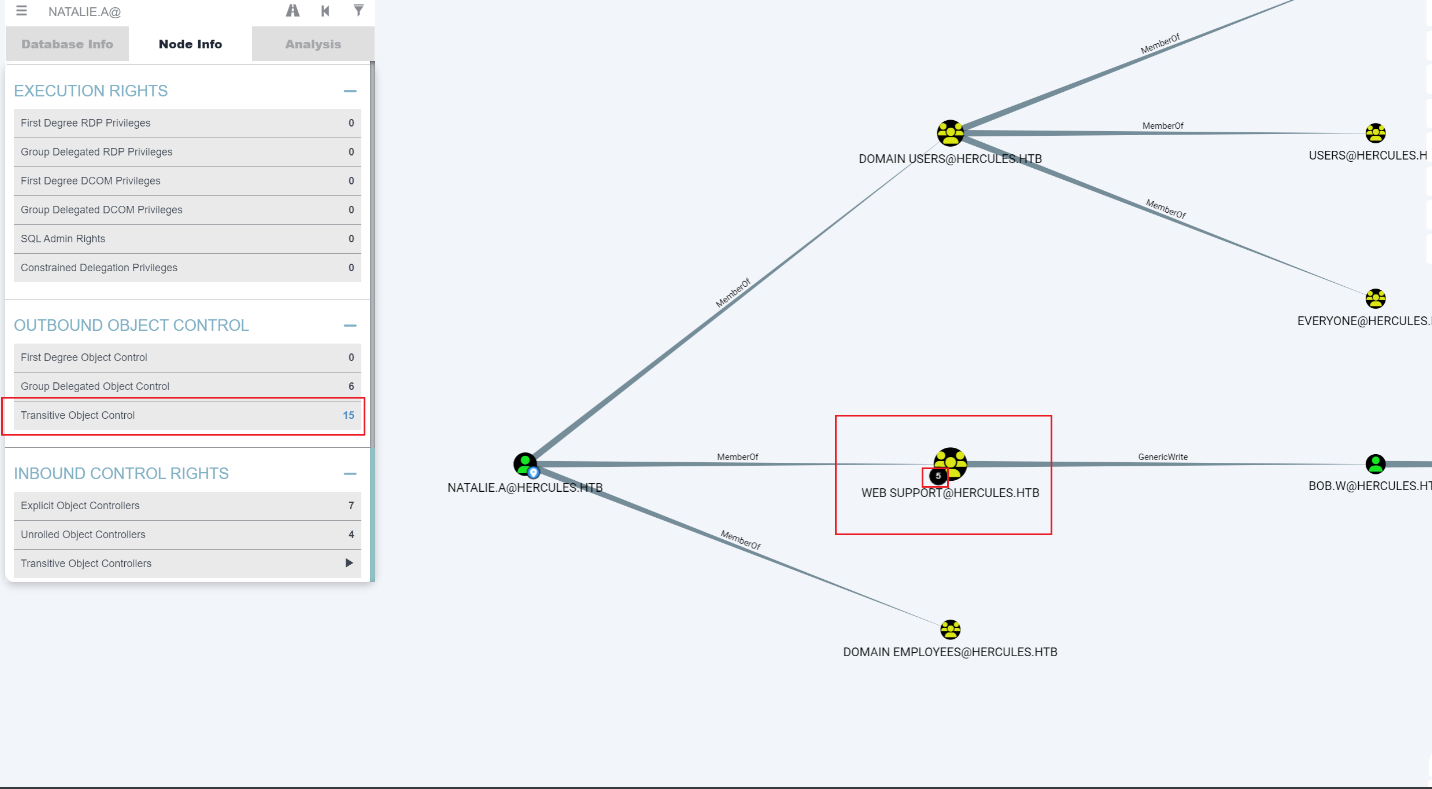 NATALIE.A@
Database Info
Node Info
Analysis
EXECUTION RIGHTS
First Degree RDP Privileges 0
Group Delegated RDP Privileges 0
First Degree DCOM Privileges 0
Group Delegated DCOM Privileges 0
SQL Admin Rights 0
Constrained Delegation Privileges 0
OUTBOUND OBJECT CONTROL
First Degree Object Control 0
Group Delegated Object Control 6
Transitive Object Control 15
INBOUND CONTROL RIGHTS
Explicit Object Controllers 7
Unrolled Object Controllers 4
Transitive Object Controllers
MemberOf
MemberOf
DOMAIN USERS@HERCULES.HTB
USERS@HERCULES.H
MemberOf
MemberOf
EVERYONE@HERCULES.
MemberOf
GenericWrite
5
NATALIE.A@HERCULES.HTB
WEB SUPPORT@HERCULES.HTB
BOB.W@HERCULES.HT
MemberOf
DOMAIN EMPLOYEES@HERCULES.HTB